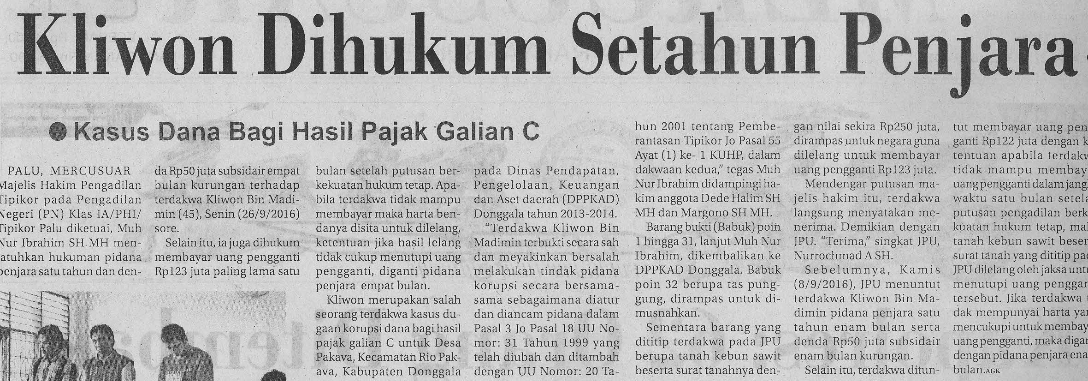 Kliwon Dihukum Setahun Penjara
Kasus Dana Bagi Hasil Pajak Galian C
PALU, MERCUSUAR
Majelis Hakim Pengadilan
Tipikor pada Pengadilan
Negeri (PN) Klas IA/PHI/
Tipikor Palu diketuai, Muh
Nur Ibrahim SH MH men-
jatuhkan hukuman pidana
penjara satu tahun dan den-
da Rp50 juta subsidair empat
bulan kurungan terhadap
terdakwa Kliwon Bin Madi-
min (45), Senin (26/9/2016)
sore.
Selain itu, ia juga dihukum
membayar uang pengganti
Rp123 juta paling lama satu
bulan setelah putusan ber-
kekuatan hukum tetap. Apa-
bila terdakwa tidak mampu
membayar maka harta ben-
danya disita untuk dilelang,
ketentuan jika hasil lelang
tidak cukup menutupi uang
pengganti, diganti pidana
penjara empat bulan.
Kliwon merupakan salah
seorang terdakwa kasus du-
gaan korupsi dana bagi hasil
pajak galian C untuk Desa
Pakava, Kecamatan Rio Pak-
ava, Kabupaten Donggala
pada Dinas Pendapatan,
Pengelolaan, Keuangan
dan Aset daerah (DPPKAD)
Donggala tahun 2013-2014.
"Terdakwa Kliwon Bin
Madimin terbukti secara sah
dan meyakinkan bersalah
melakukan tindak pidana
korupsi secara bersama-
sama sebagaimana diatur
dan diancam pidana dalam
Pasal 3 Jo Pasal 18 UU No-
mor: 31 Tahun 1999 yang
telah diubah dan ditambah
dengan UU Nomor: 20 Ta-
hun 2001 tentang Pembe-
rantasan Tipikor Jo Pasal 55
Ayat (1) ke- 1 KUHP, dalam
dakwaan kedua," tegas Muh
Nur Ibrahim didampingi ha-
kim anggota Dede Halim SH
MH dan Margono SH MH.
Barang bukti (Babuk) poin
1 hingga 31, lanjut Muh Nur
Ibrahim, dikembalikan ke
DPPKAD Donggala. Babuk
poin 32 berupa tas pung-
gung, dirampas untuk di-
musnahkan.
Sementara barang yang
dititip terdakwa pada JPU
berupa tanah kebun sawit
beserta surat tanahnya den-
gan nilai sekira Rp250 juta,
dirampas untuk negara guna
dilelang untuk membayar
uang pengganti Rp123 juta.
Mendengar putusan ma-
jelis hakim itu, terdakwa
langsung menyatakan me-
nerima. Demikian dengan
JPU. "Terima," singkat JPU,
Nurrochmad A SH.
Sebelumnya, Kamis
(8/9/2016), JPU menuntut
terdakwa Kliwon Bin Ma-
dimin pidana penjara satu
tahun enam bulan serta
denda Rp50 juta subsidair
enam bulan kurungan.
Selain itu, terdakwa ditun-
tut membayar uang pen
ganti Rp122 juta dengan k
tentuan apabila terdakw
tidak mampu membay
uang pengganti dalam jang
waktu satu bulan setela
putusan pengadilan berk
kuatan hukum tetap, mak
tanah kebun sawit beser
surat tanah yang dititip pad
JPU dilelang oleh jaksa untu
menutupi uang penggan
tersebut. Jika terdakwa
dak mempunyai harta yan
mencukupi untuk membay
uang pengganti, maka digan
dengan pidana penjara ena
bulan. AGK